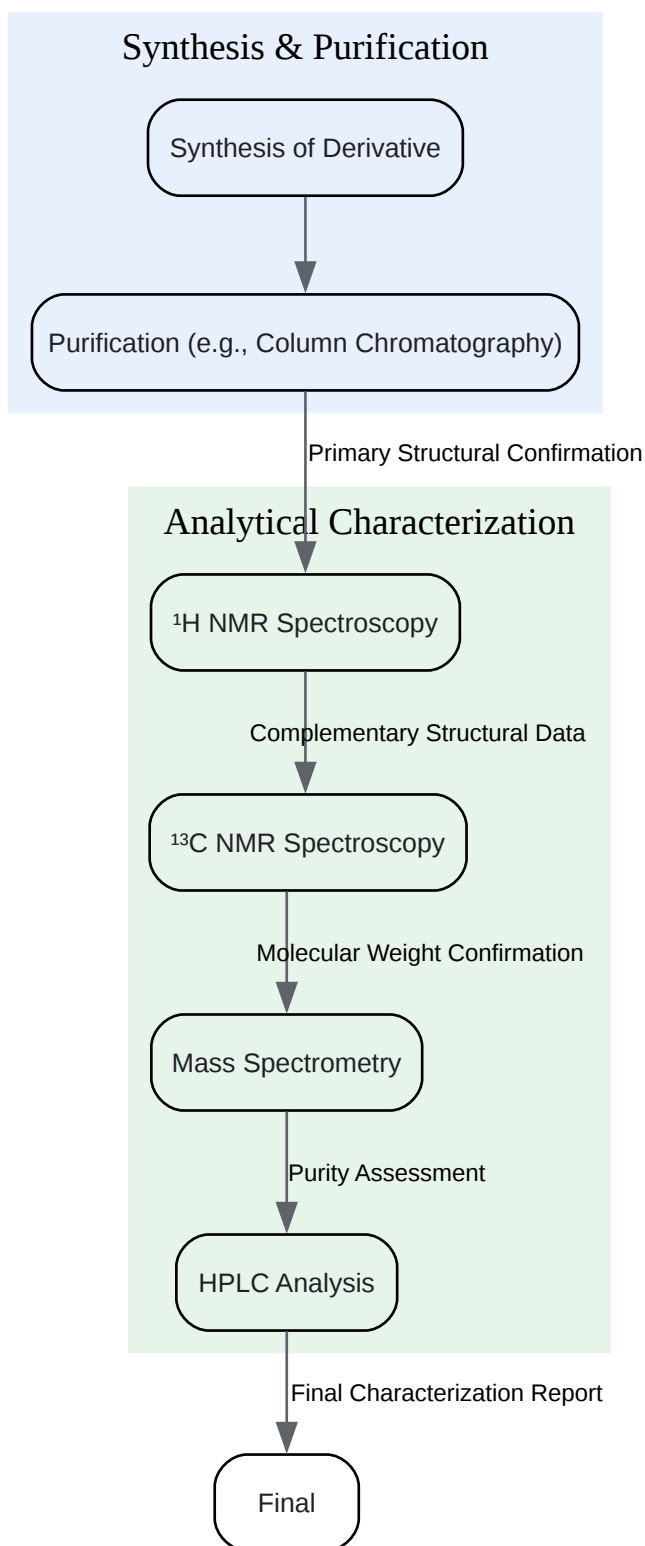 Synthesis & Purification
Synthesis of Derivative
Purification (e.g., Column Chromatography)
Primary Structural Confirmation
Analytical Characterization
¹H NMR Spectroscopy
Complementary Structural Data
¹³C NMR Spectroscopy
Molecular Weight Confirmation
Mass Spectrometry
Purity Assessment
HPLC Analysis
Final Characterization Report
Final